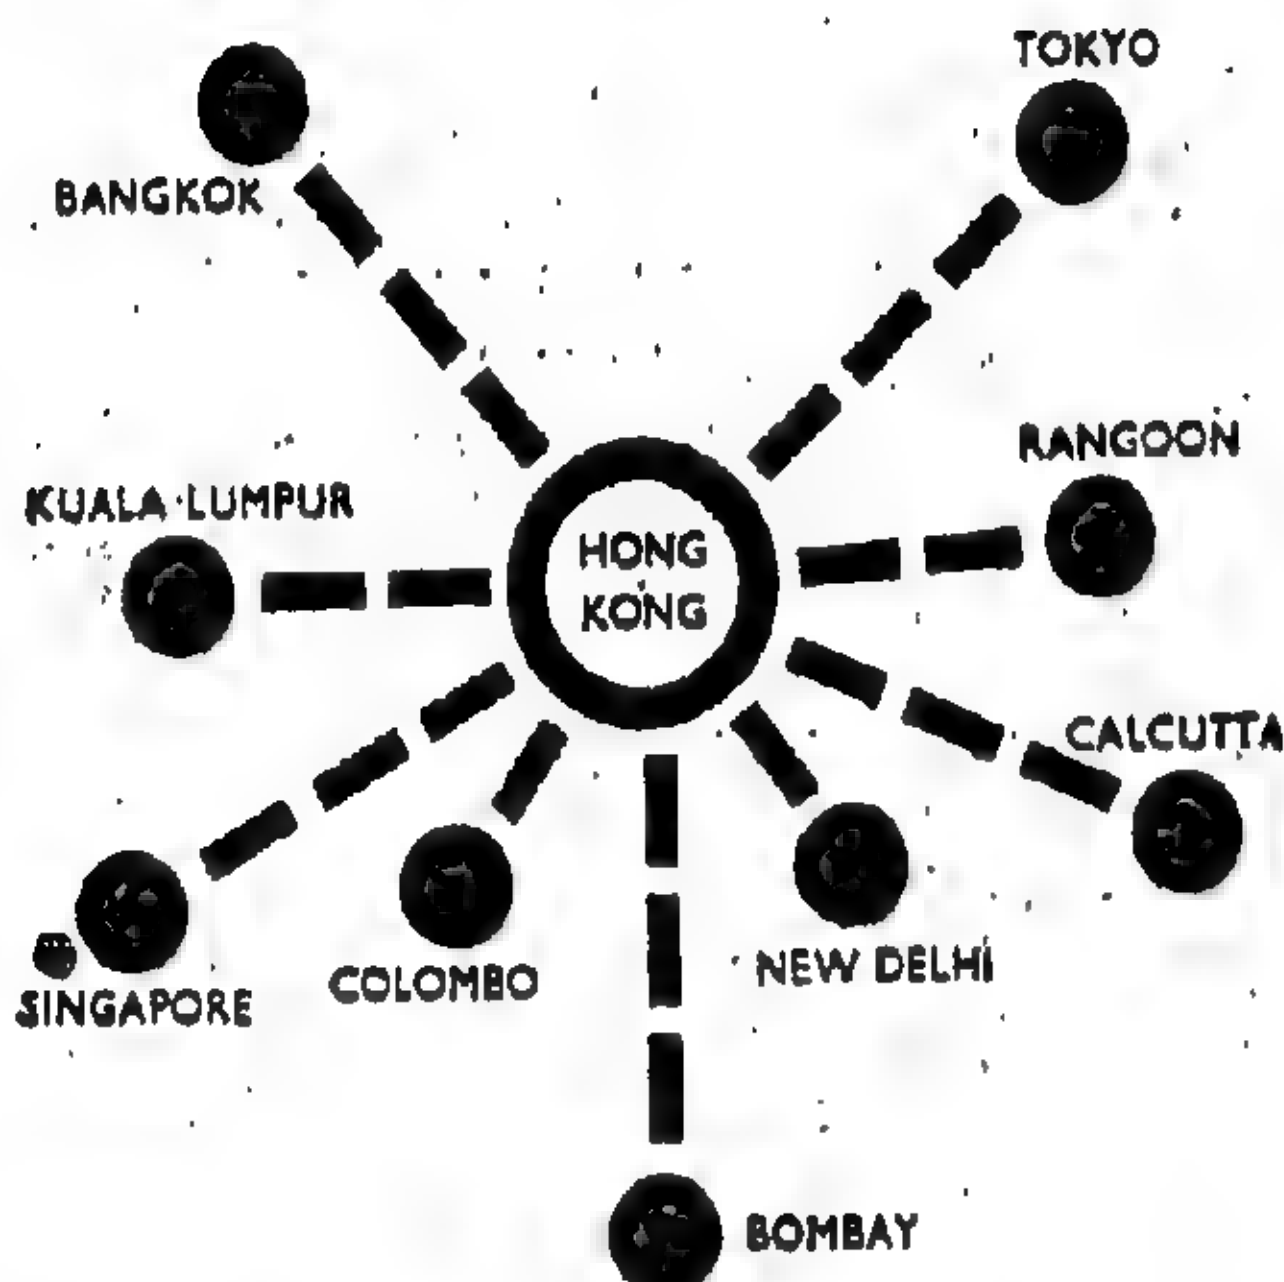 TOKYO
BANGKOK
RANGOON
KUALA LUMPUR
HONG
KONG
CALCUTTA
NEW DELHI
COLOMBO
SINGAPORE
BOMBAY